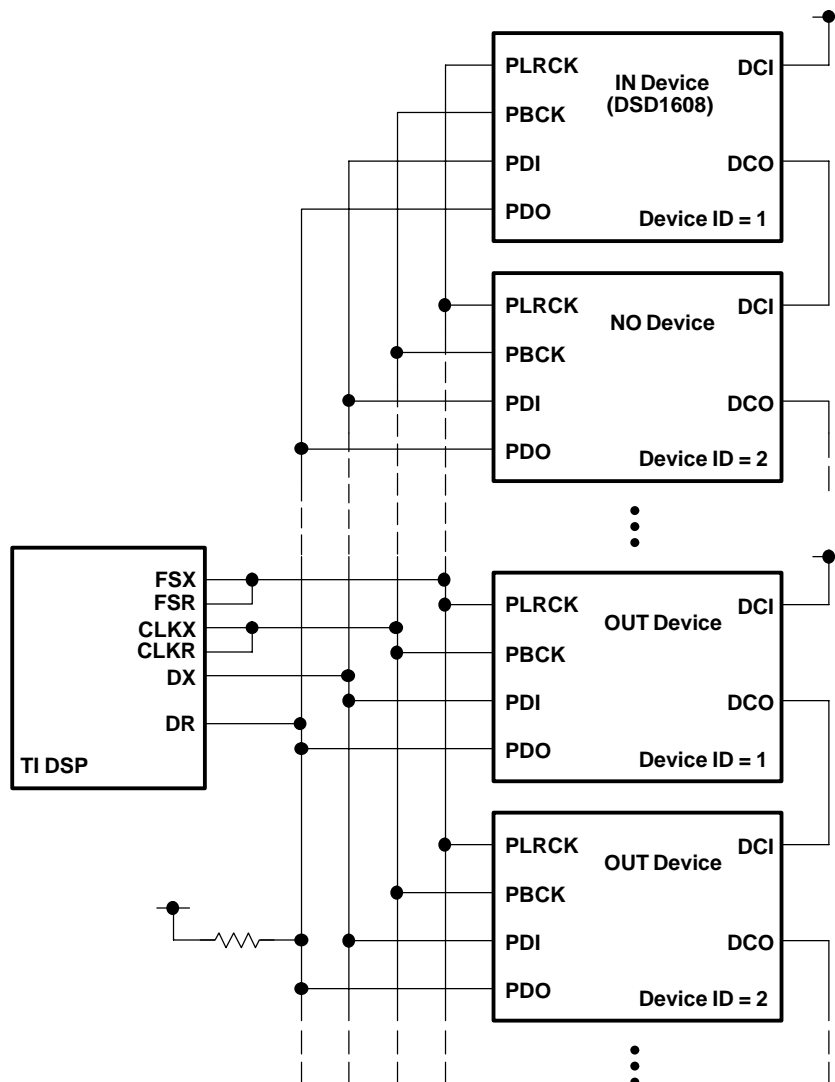 PLRCK
PBCK
PDI
PDO
IN Device
(DSD1608)
DCI
DCO
Device ID = 1
PLRCK
PBCK
PDI
PDO
NO Device
DCI
DCO
Device ID = 2
FSX
FSR
CLKX
CLKR
DX
DR
TI DSP
PLRCK
PBCK
PDI
PDO
OUT Device
DCI
DCO
Device ID = 1
PLRCK
PBCK
PDI
PDO
OUT Device
DCI
DCO
Device ID = 2